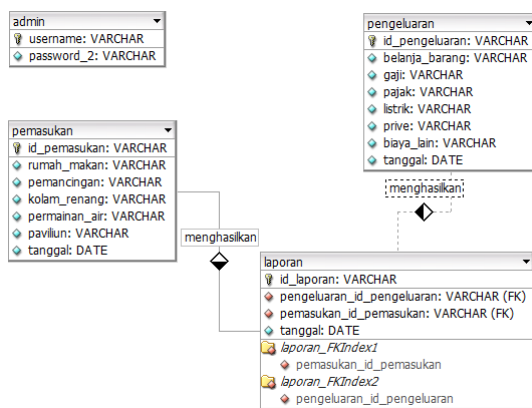 admin
username: VARCHAR
password_2: VARCHAR
pengeluaran
id_pengeluaran: VARCHAR
belanja_barang: VARCHAR
gaji: VARCHAR
pajak: VARCHAR
listrik: VARCHAR
prive: VARCHAR
biaya_lain: VARCHAR
tanggal: DATE
pemasukan
id_pemasukan: VARCHAR
rumah_makan: VARCHAR
pemancingan: VARCHAR
kolam_renang: VARCHAR
permainan_air: VARCHAR
paviliun: VARCHAR
tanggal: DATE
menghasilkan
menghasilkan
laporan
id_laporan: VARCHAR
pengeluaran_id_pengeluaran: VARCHAR (FK)
pemasukan_id_pemasukan: VARCHAR (FK)
tanggal: DATE
laporan_FKIndex1
pemasukan_id_pemasukan
laporan_FKIndex2
pengeluaran_id_pengeluaran